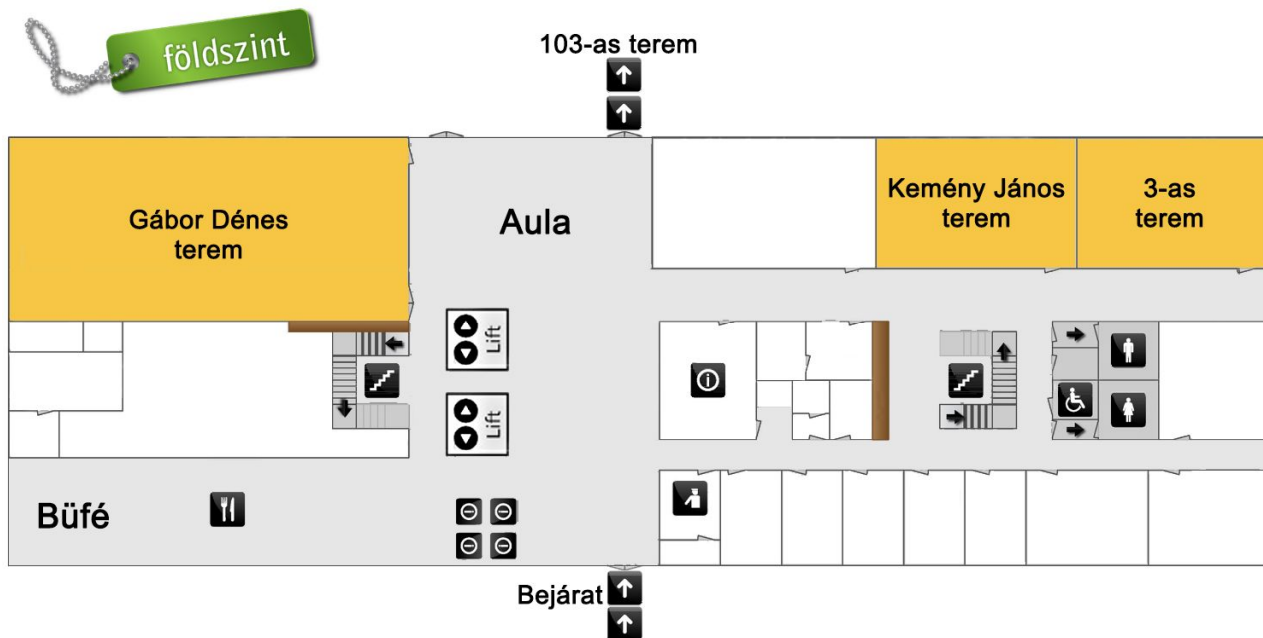 földszint
103-as terem
Gábor Dénes
terem
Aula
Kemény János
terem
3-as
terem
Lift
Lift
Büfé
Bejárat